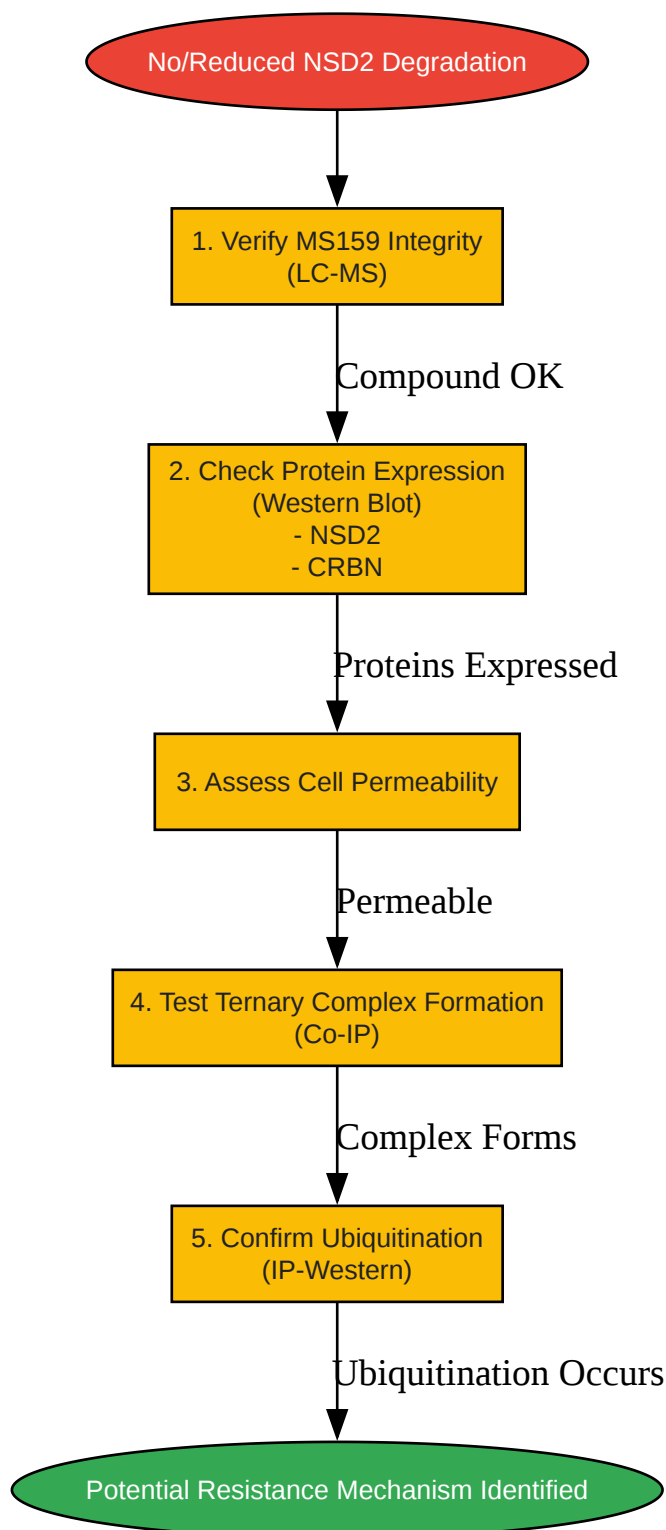 No/Reduced NSD2 Degradation
1. Verify MS159 Integrity
(LC-MS)
Compound OK
2. Check Protein Expression
(Western Blot)
- NSD2
- CRBN
Proteins Expressed
3. Assess Cell Permeability
Permeable
4. Test Ternary Complex Formation
(Co-IP)
Complex Forms
5. Confirm Ubiquitination
(IP-Western)
Ubiquitination Occurs
Potential Resistance Mechanism Identified